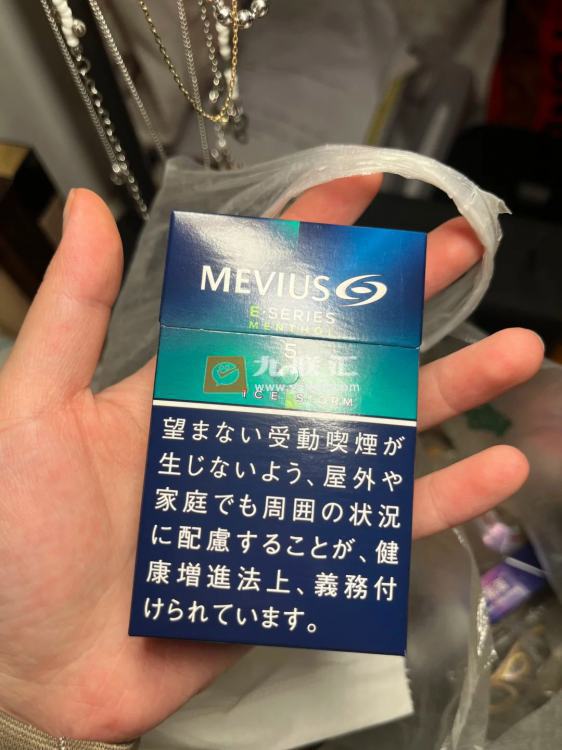 MEVIUS
E·SERIES
MENTHOL
5
九联汇
ICE STORM
望まない受動喫煙が
生じないよう、屋外や
家庭でも周囲の状況
に配慮することが、健
康増進法上、義務付
けられています。